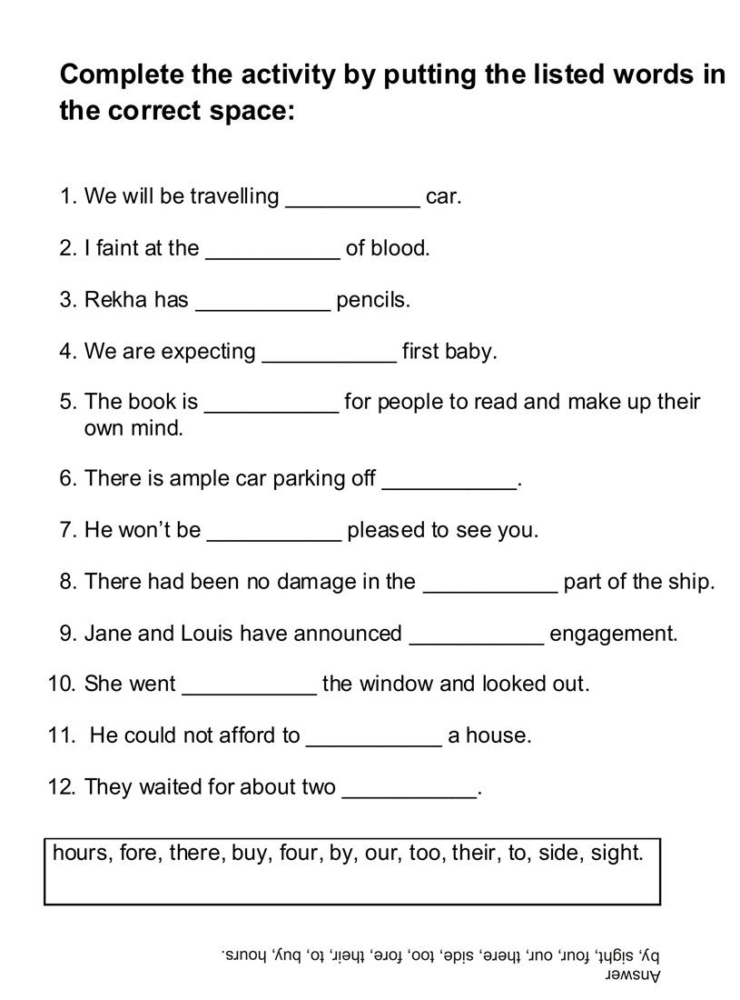 Complete the activity by putting the listed words in
the correct space:
1. We will be travelling ___________ car.
2. I faint at the ___________ of blood.
3. Rekha has ___________ pencils.
4. We are expecting ___________ first baby.
5. The book is ___________ for people to read and make up their
own mind.
6. There is ample car parking off ___________.
7. He won’t be ___________ pleased to see you.
8. There had been no damage in the ___________ part of the ship.
9. Jane and Louis have announced ___________ engagement.
10. She went ___________ the window and looked out.
11. He could not afford to ___________ a house.
12. They waited for about two ___________.
hours, fore, there, buy, four, by, our, too, their, to, side, sight.
Answer
by, sight, four, our, there, side, too, fore, their, to, buy, hours.